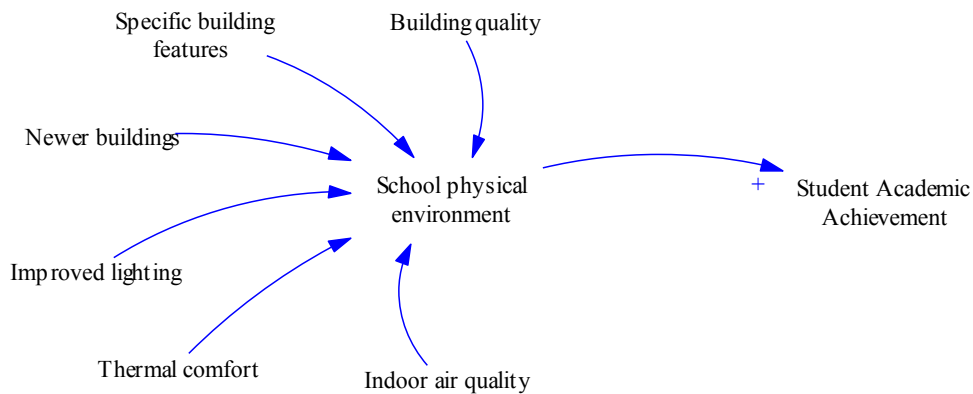 Specific building
features
Building quality
Newer buildings
School physical
environment
+
Student Academic
Achievement
Improved lighting
Thermal comfort
Indoor air quality